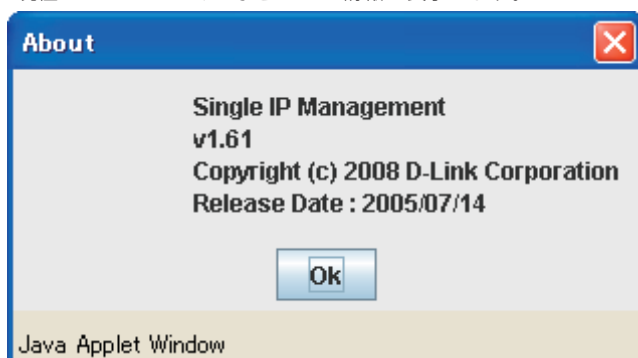 About
Single IP Management
v1.61
Copyright (c) 2008 D-Link Corporation
Release Date : 2005/07/14
Ok
Java Applet Window